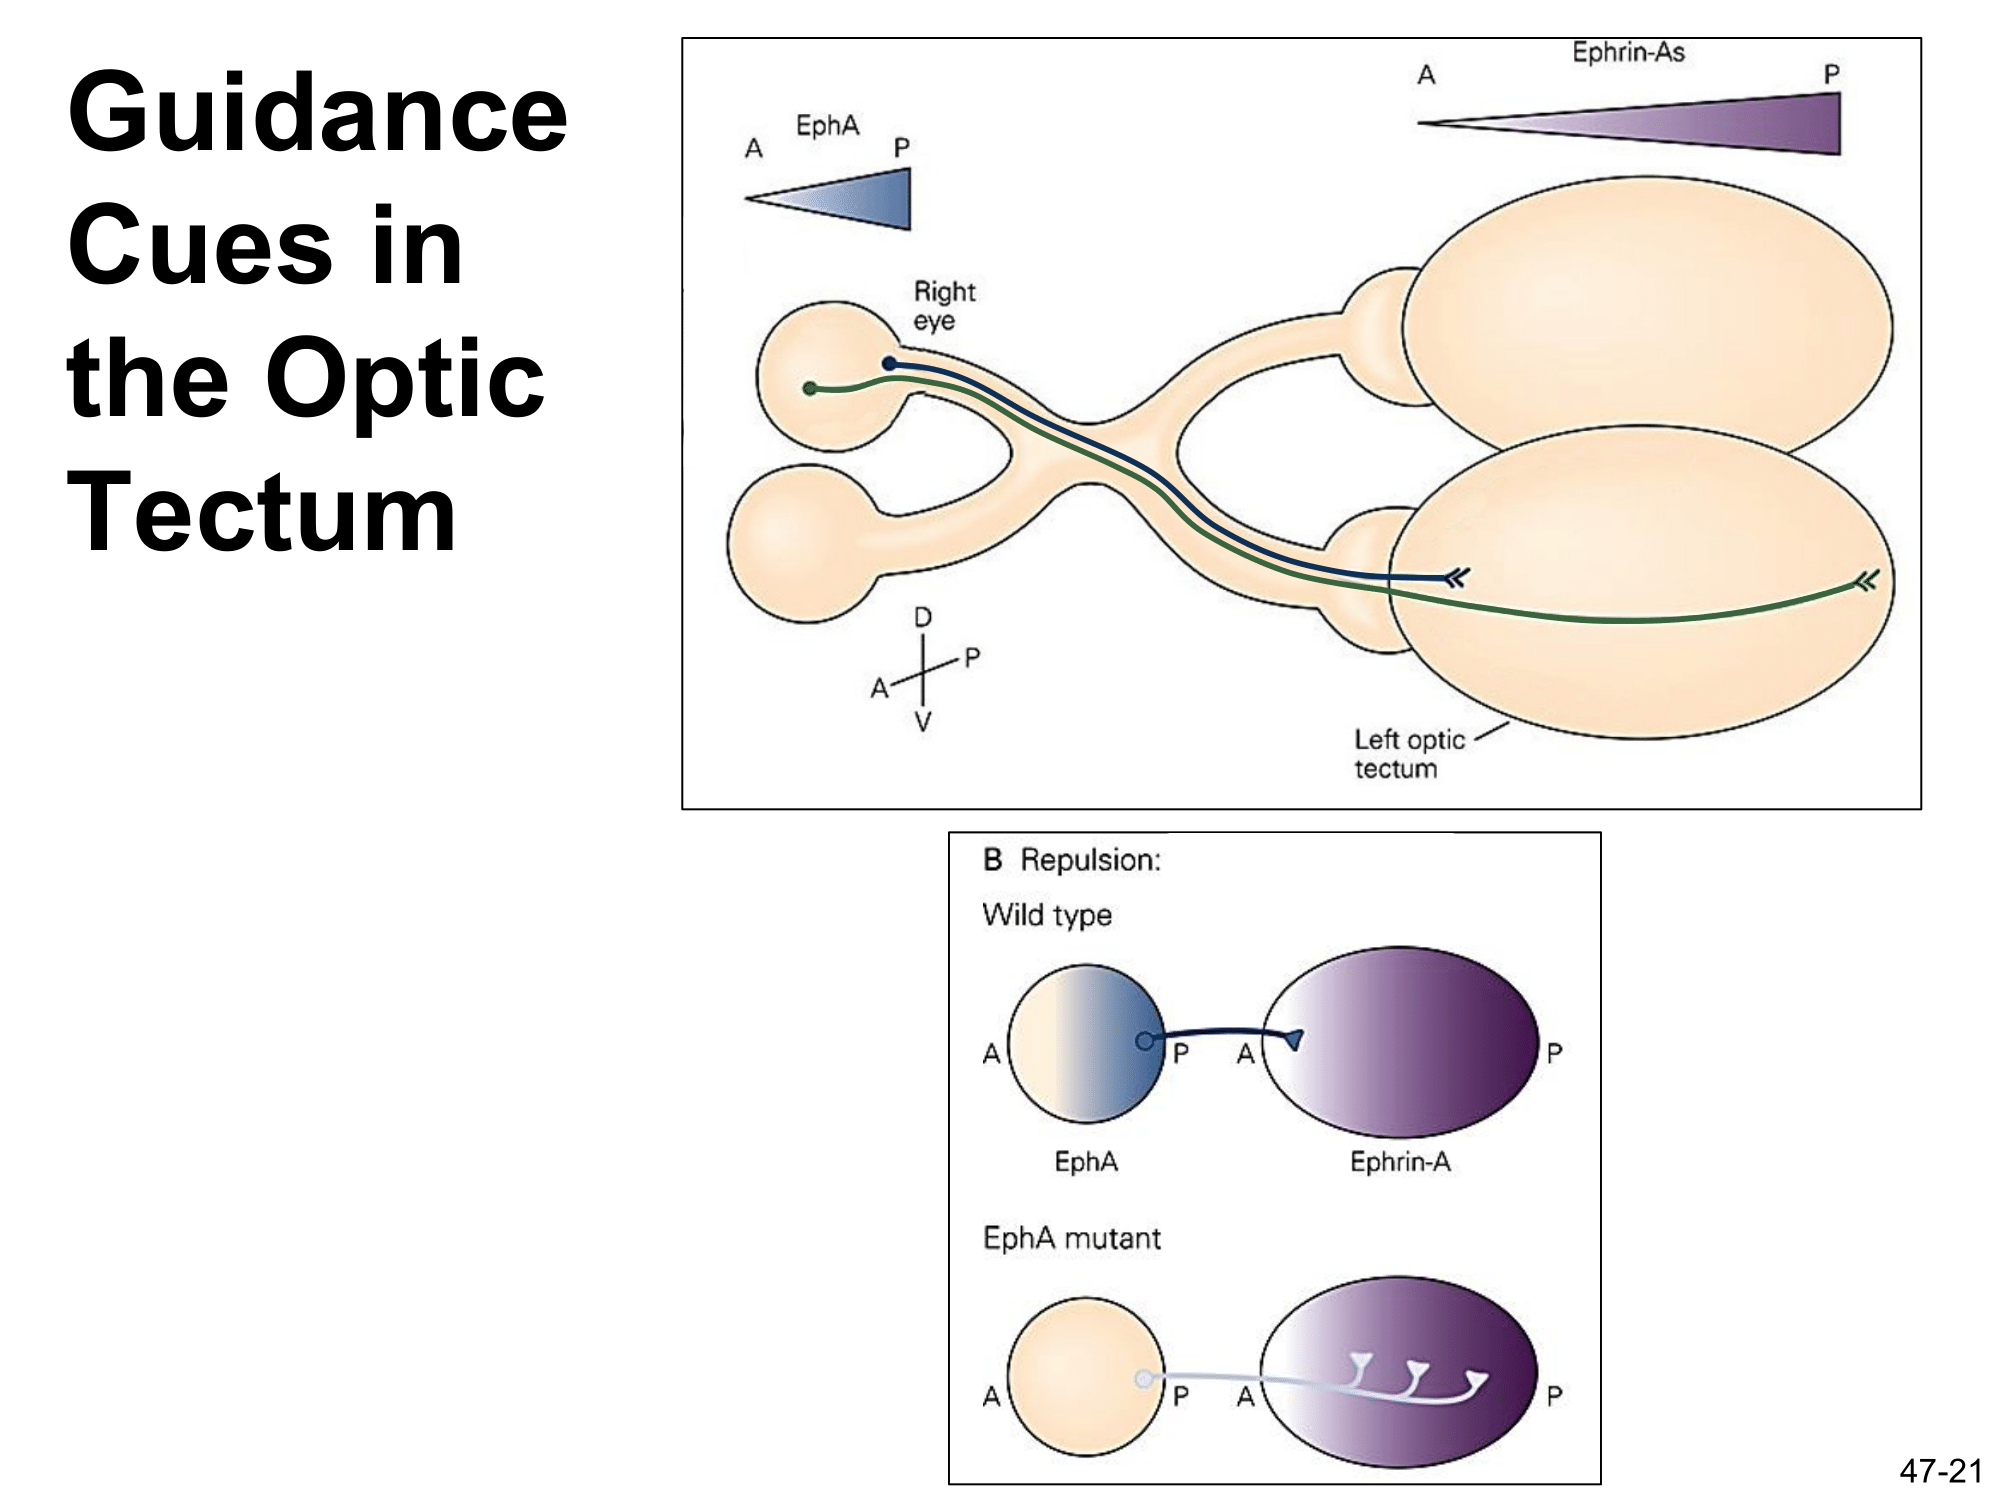 Guidance
Cues in
the Optic
Tectum
Ephrin-As
A P
EphA
A P
Right
eye
D
P
A
V
Left optic
tectum
B Repulsion:
Wild type
A P A P
EphA Ephrin-A
EphA mutant
A P A P
47-21